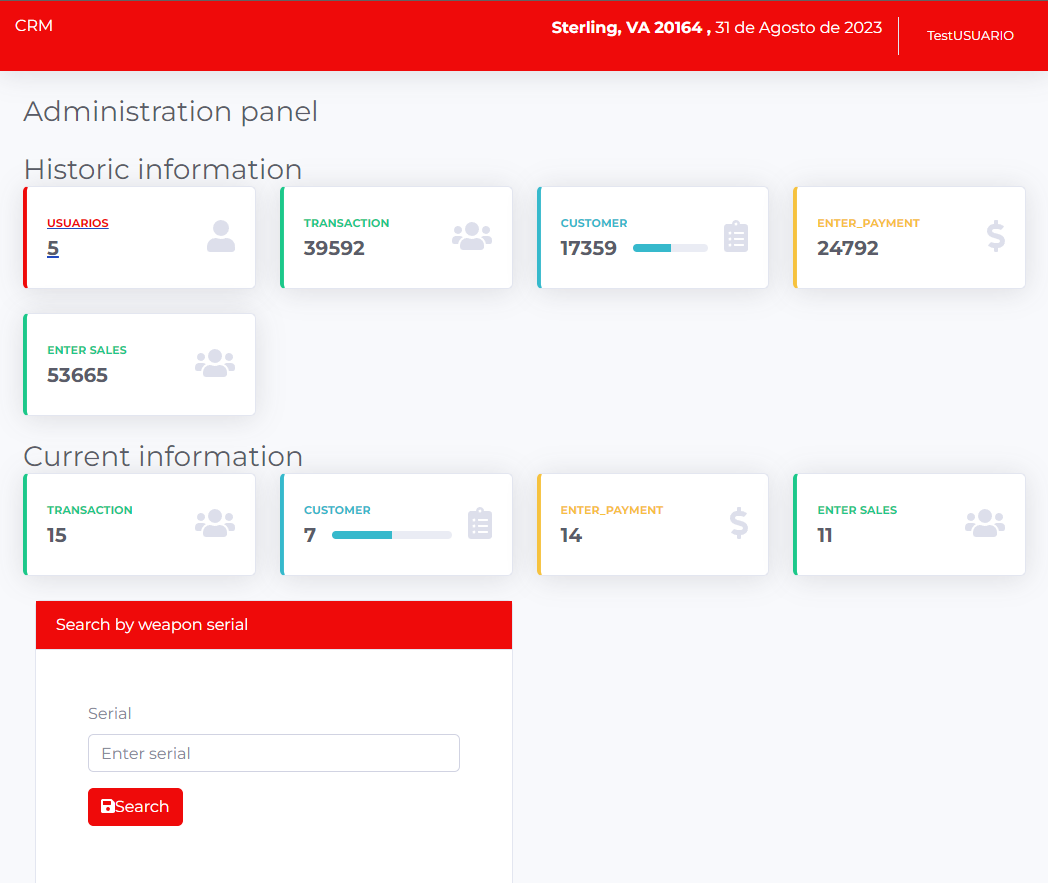 CRM
Sterling, VA 20164 , 31 de Agosto de 2023
TestUSUARIO
Administration panel
Historic information
USUARIOS
5
TRANSACTION
39592
CUSTOMER
17359
ENTER_PAYMENT
24792
ENTER SALES
53665
Current information
TRANSACTION
15
CUSTOMER
7
ENTER_PAYMENT
14
ENTER SALES
11
Search by weapon serial
Serial
Enter serial
Search